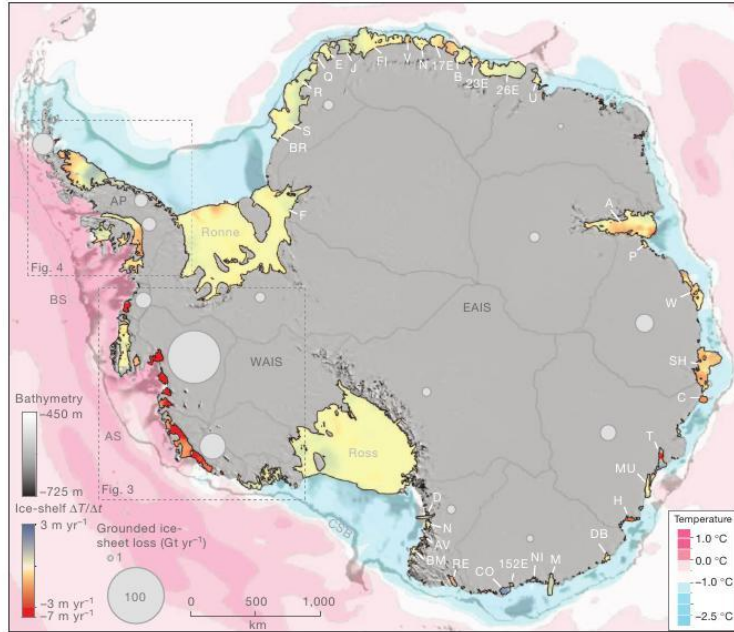 E
J
FI
V
N
17E
B
23E
26E
U
Q
R
S
BR
AP
Ronne
F
A
P
Fig. 4
BS
EAIS
W
WAIS
SH
C
Bathymetry
−450 m
AS
Ross
T
−725 m
Fig. 3
MU
Ice-shelf ΔT/Δt
3 m yr⁻¹
Grounded ice-
sheet loss (Gt yr⁻¹)
1
CSB
D
N
AV
BM
RE
CO
152E
NI
M
DB
H
Temperature
1.0 °C
0.0 °C
−1.0 °C
−2.5 °C
−3 m yr⁻¹
−7 m yr⁻¹
100
0
500
1,000
km